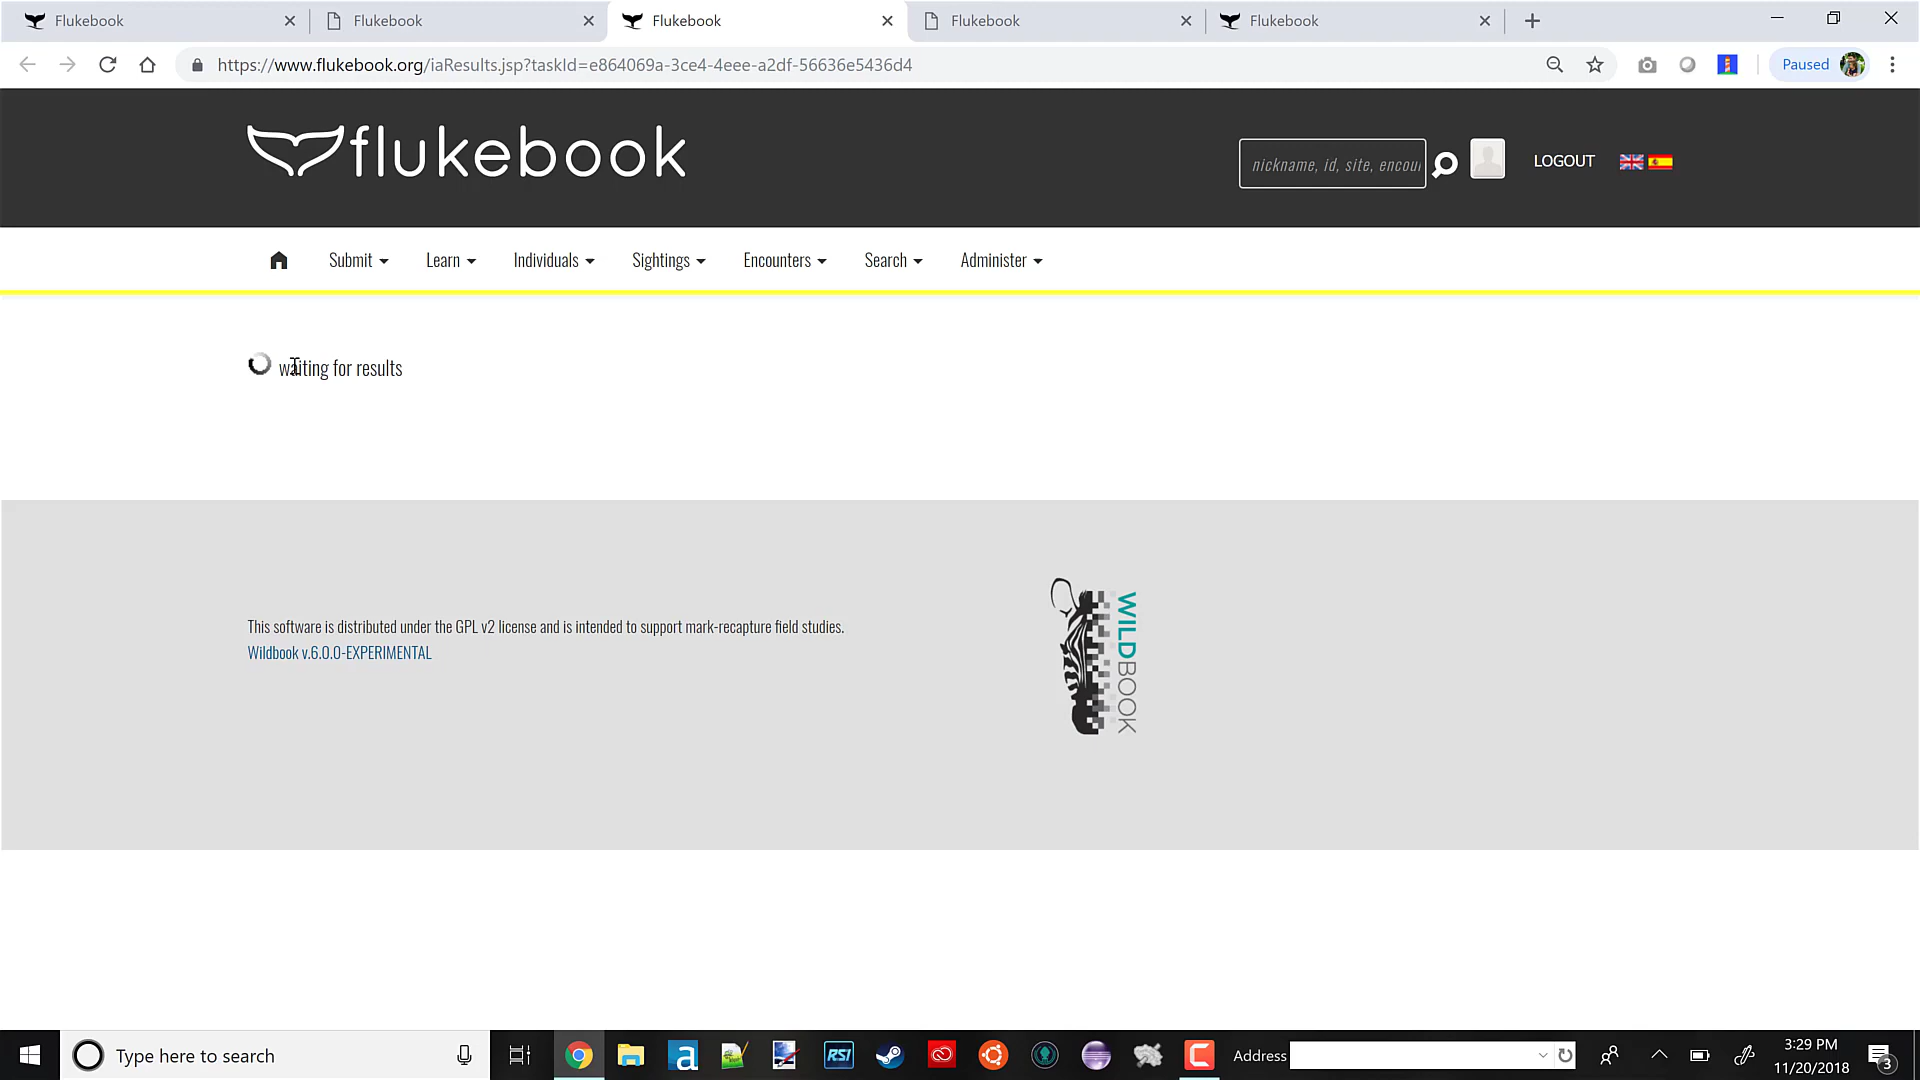 Flukebook
Flukebook
Flukebook
Flukebook
Flukebook
https://www.flukebook.org/iaResults.jsp?taskId=e864069a-3ce4-4eee-a2df-56636e5436d4
Paused
flukebook
nickname, id, site, encou
LOGOUT
Submit
Learn
Individuals
Sightings
Encounters
Search
Administer
waiting for results
This software is distributed under the GPL v2 license and is intended to support mark-recapture field studies.
Wildbook v.6.0.0-EXPERIMENTAL
WILDBOOK
Type here to search
RSI
Address
3:29 PM
11/20/2018
3